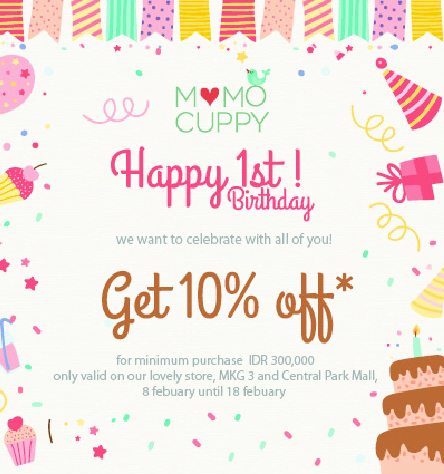 M♥MO
CUPPY
Happy 1st !
Birthday
we want to celebrate with all of you!
Get 10% off*
for minimum purchase IDR 300,000
only valid on our lovely store, MKG 3 and Central Park Mall,
8 febuary until 18 febuary